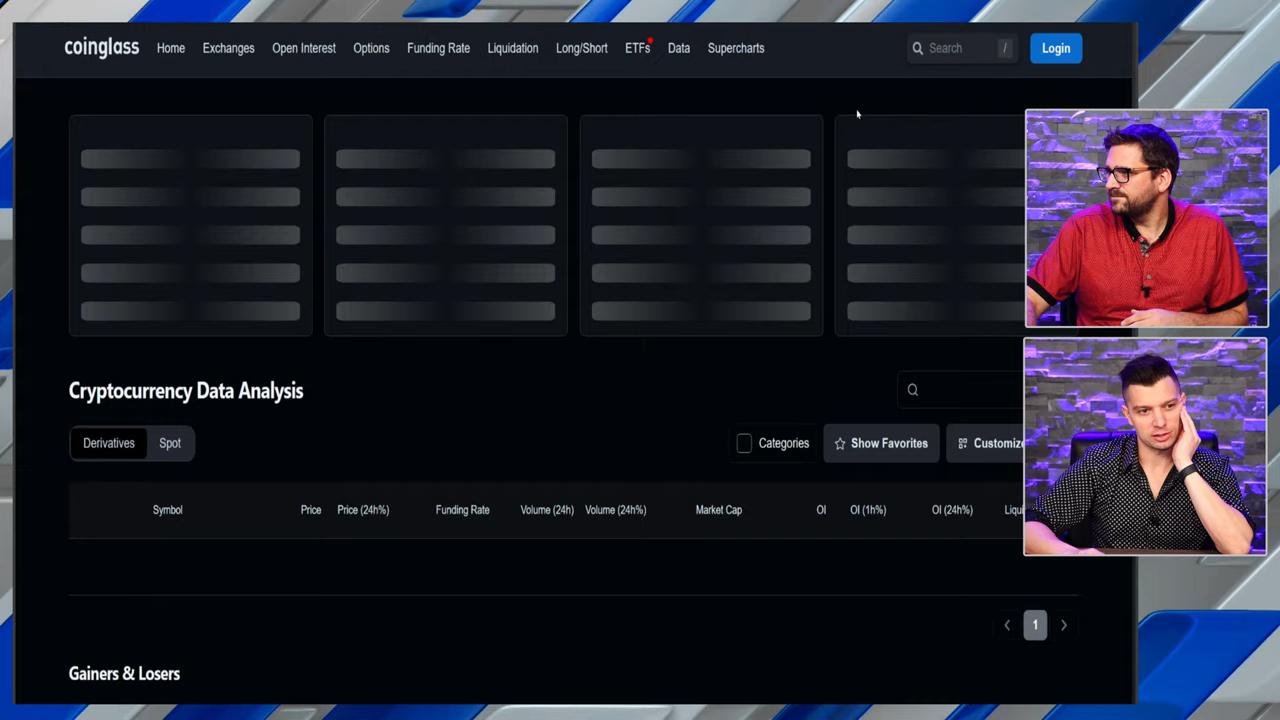 coinglass Home Exchanges Open Interest Options Funding Rate Liquidation Long/Short ETFs Data Supercharts Search / Login
Cryptocurrency Data Analysis
Derivatives Spot Categories Show Favorites Customize
Symbol Price Price (24h%) Funding Rate Volume (24h) Volume (24h%) Market Cap OI OI (1h%) OI (24h%) Liqui
1
Gainers & Losers